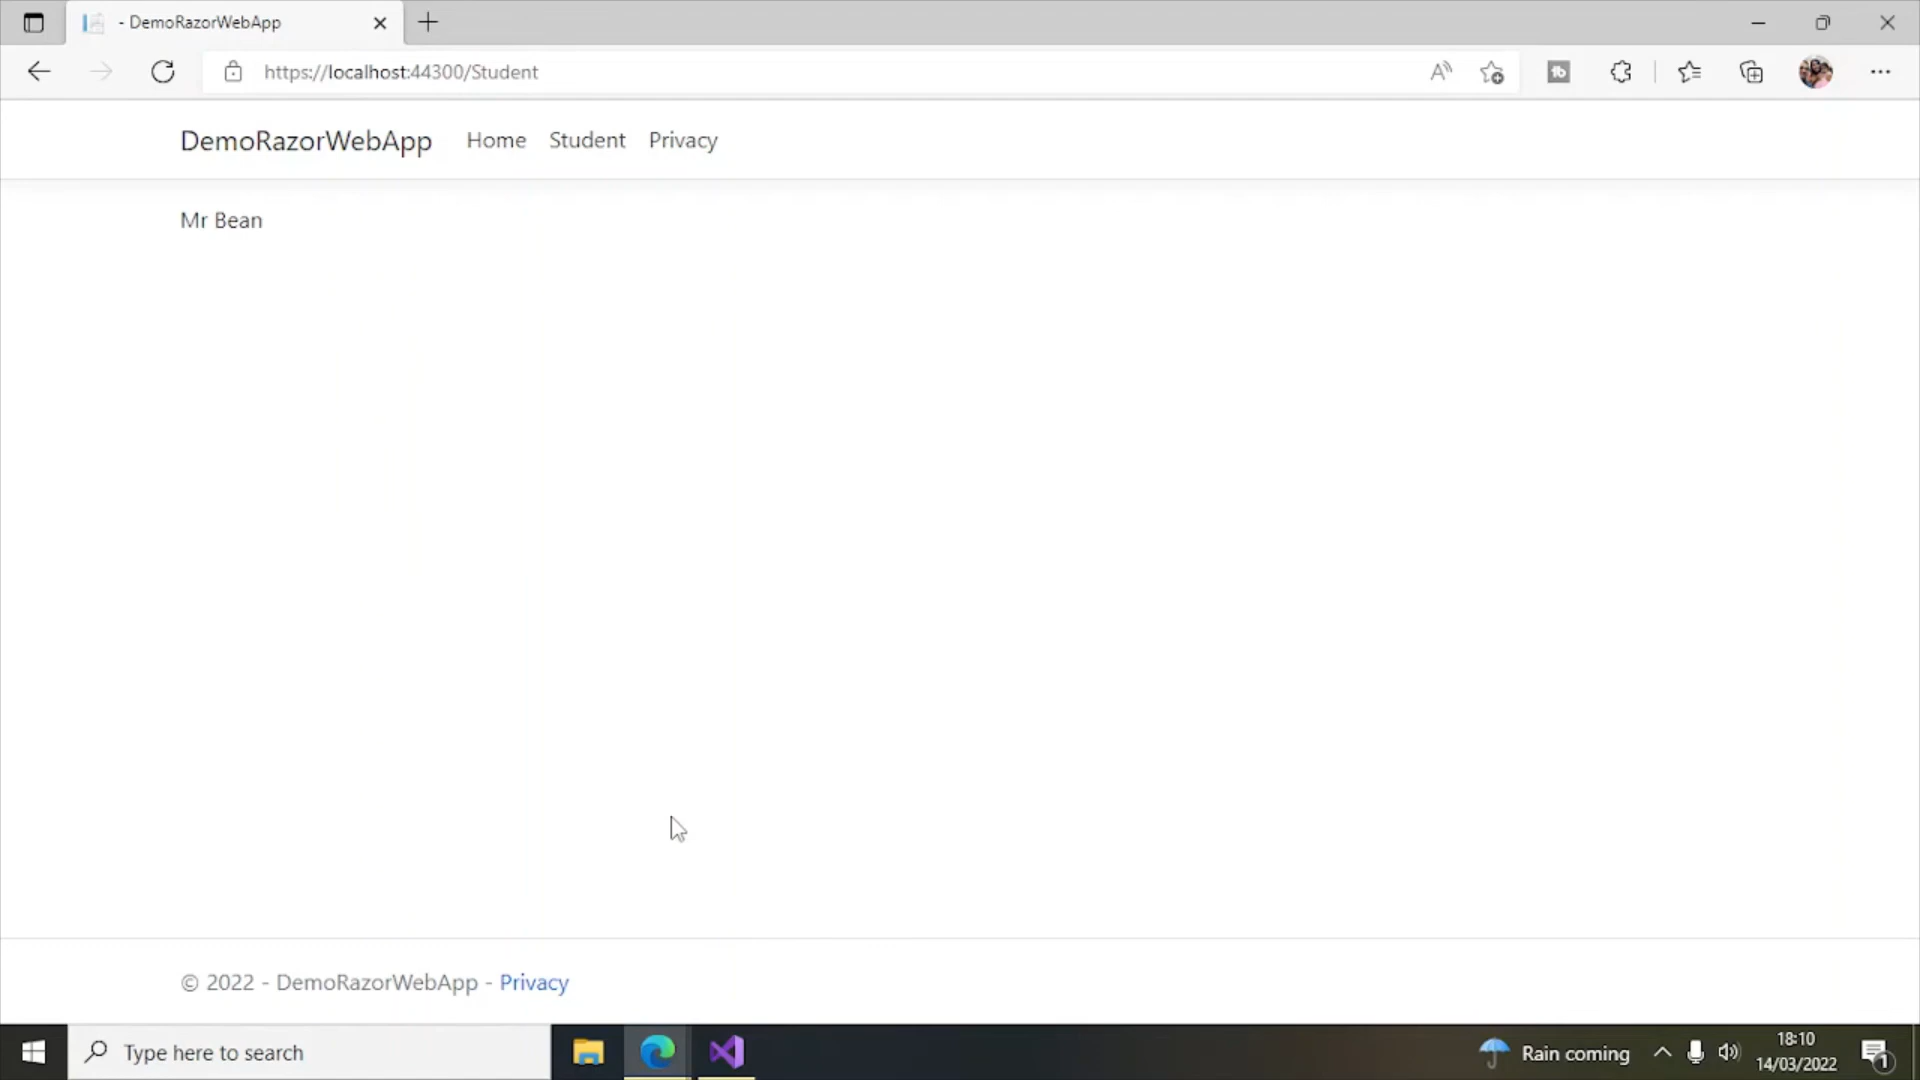 - DemoRazorWebApp
https://localhost:44300/Student
DemoRazorWebApp Home Student Privacy
Mr Bean
© 2022 - DemoRazorWebApp - Privacy
Type here to search
Rain coming
18:10
14/03/2022
1